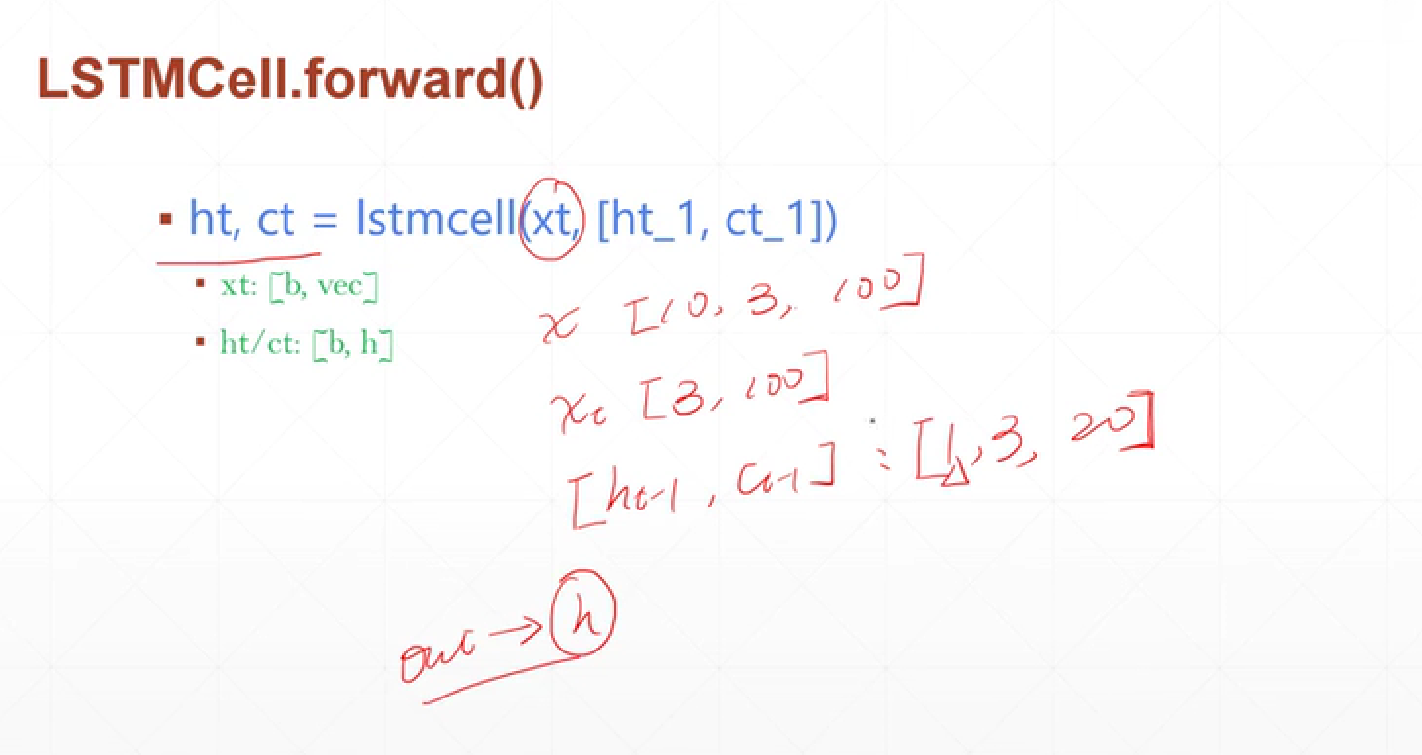 LSTMCell.forward()
▪ ht, ct = lstmcell(xt, [ht_1, ct_1])
▪ xt: [b, vec]
▪ ht/ct: [b, h]
x [10, 3, 100]
xt [3, 100]
[ht-1, ct-1] : [1, 3, 20]
out → h